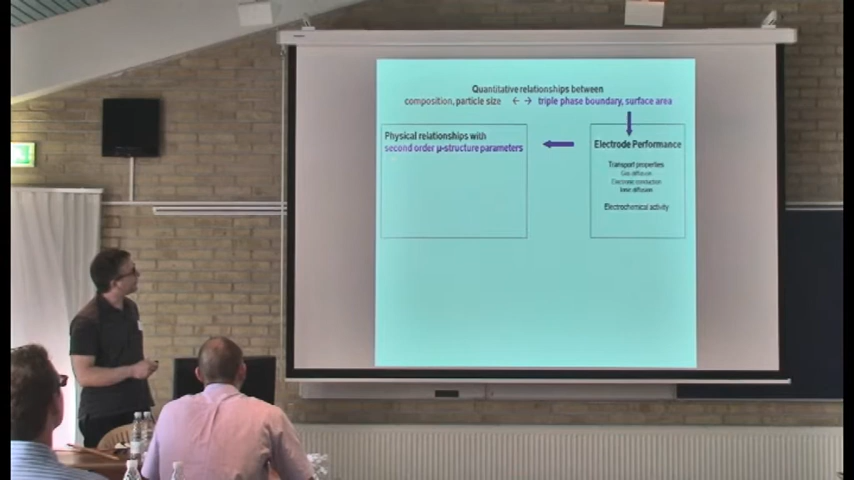 Quantitative relationships between
composition, particle size ← → triple phase boundary, surface area
Physical relationships with
second order µ-structure parameters
Electrode Performance
Transport properties
Gas diffusion
Electronic conduction
Ionic diffusion
Electrochemical activity